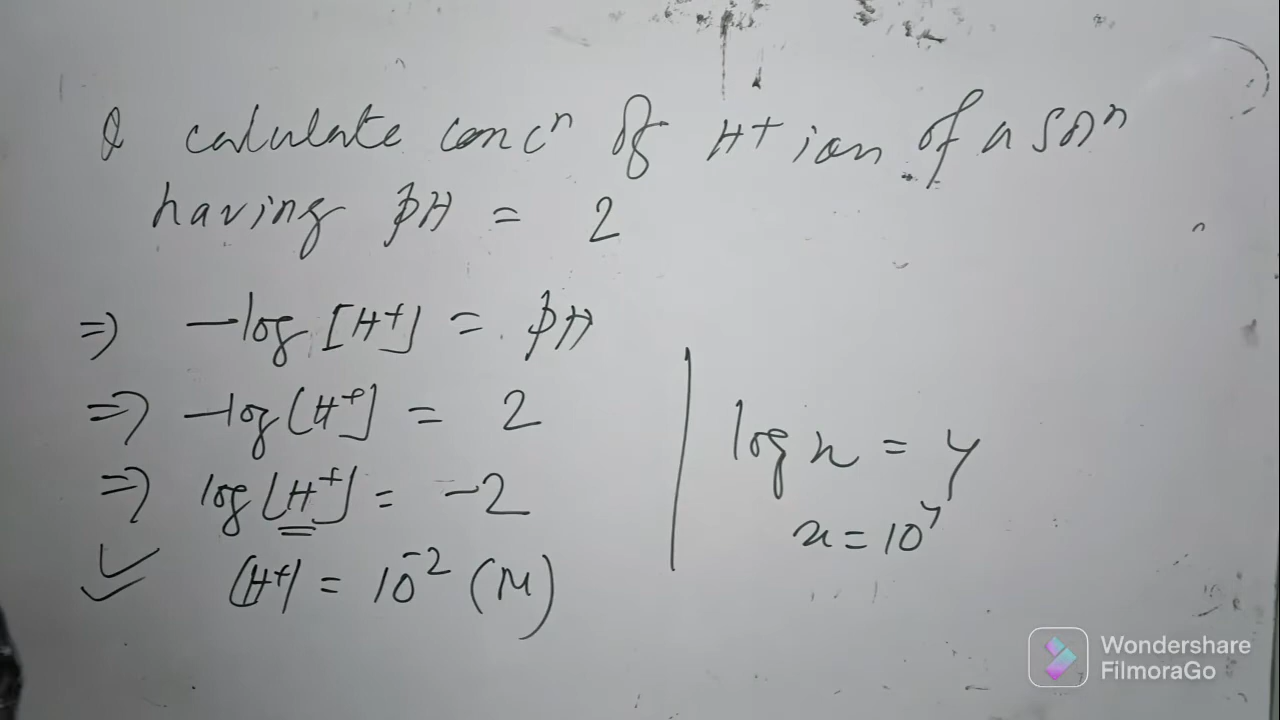 Q calculate concⁿ of H+ ion of a solⁿ
having pH = 2
⇒ -log [H+] = pH
⇒ -log [H+] = 2
⇒ log [H+] = -2
[H+] = 10⁻² (M)
log x = y
x = 10ʸ
Wondershare
FilmoraGo